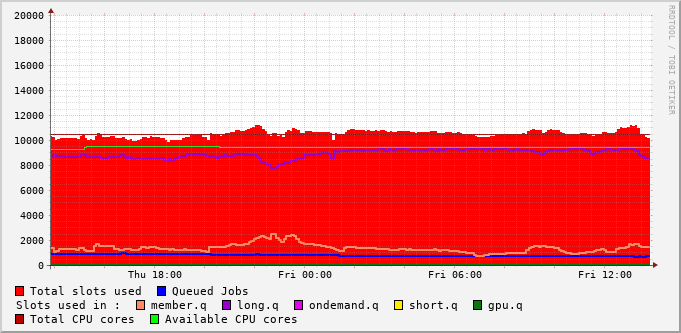 20000
18000
16000
14000
12000
10000
8000
6000
4000
2000
0
Thu 18:00 Fri 00:00 Fri 06:00 Fri 12:00
Total slots used Queued Jobs
Slots used in : member.q long.q ondemand.q short.q gpu.q
Total CPU cores Available CPU cores
RRDTOOL / TOBI OETIKER